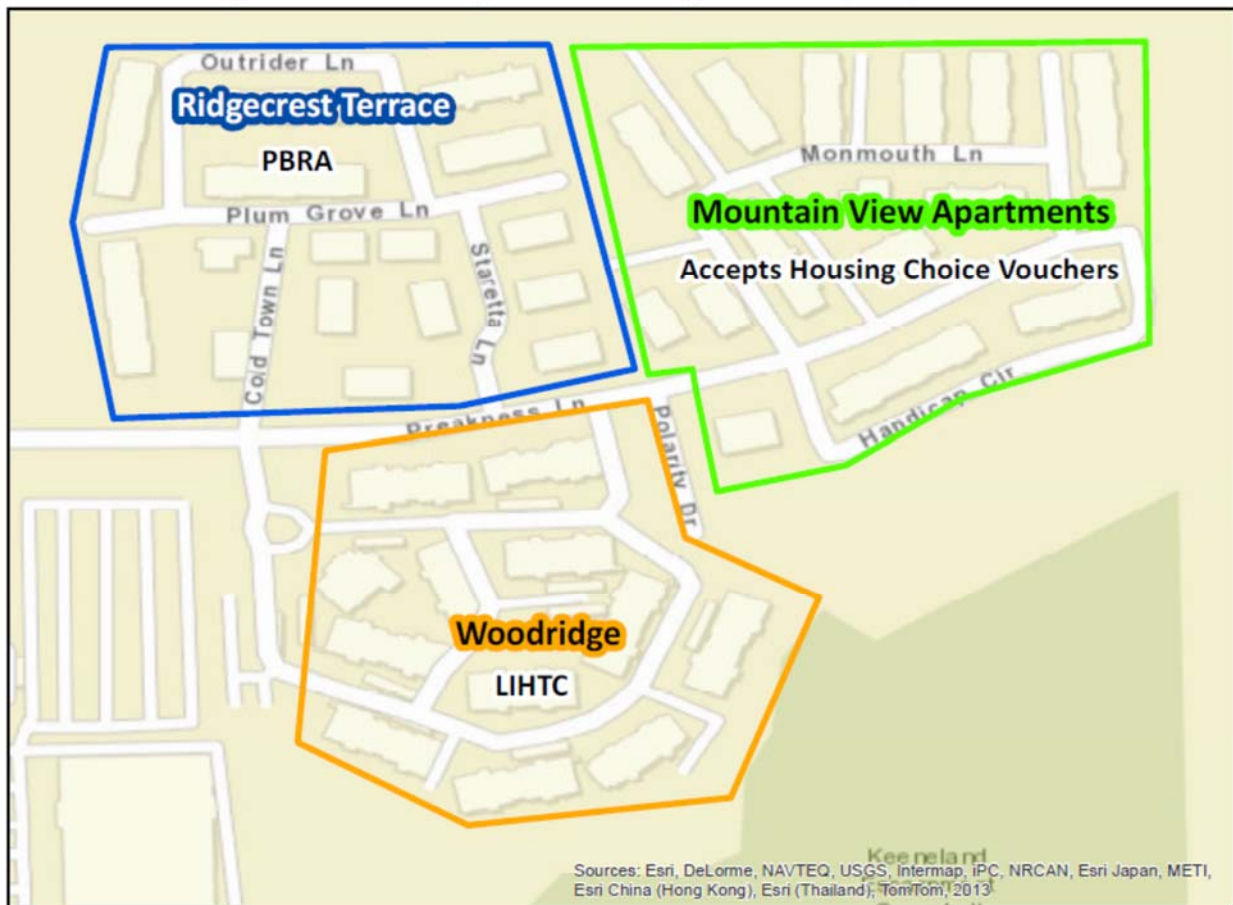 Outrider Ln
Ridgecrest Terrace
PBRA
Plum Grove Ln
Cold Town Ln
Staretta Ln
Monmouth Ln
Mountain View Apartments
Accepts Housing Choice Vouchers
Handicap Cir
Preakness Ln
Polarity Dr
Woodridge
LIHTC
Keeneland
Sources: Esri, DeLorme, NAVTEQ, USGS, Intermap, iPC, NRCAN, Esri Japan, METI,
Esri China (Hong Kong), Esri (Thailand), TomTom, 2013